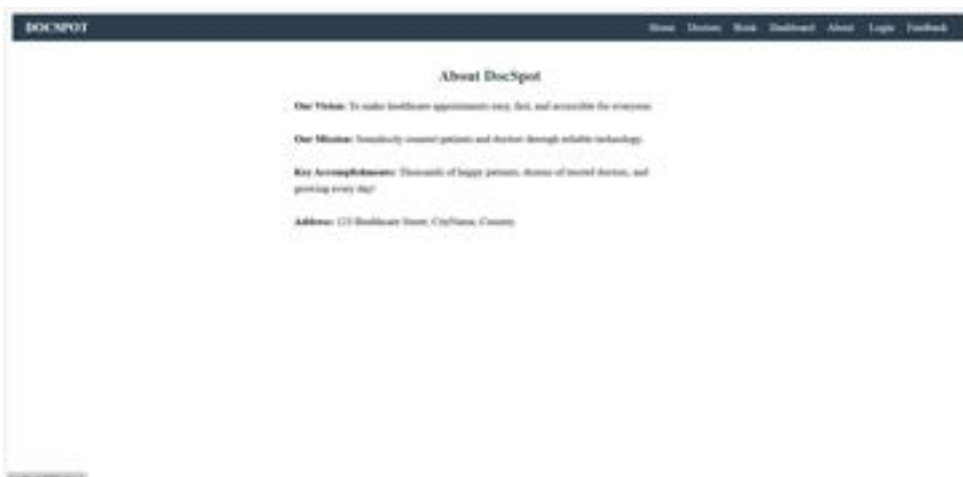 DOCSPOT
Home Doctors Book Dashboard About Login Feedback
About DocSpot
Our Vision: To make healthcare appointments easy, fast, and accessible for everyone.
Our Mission: Seamlessly connect patients and doctors through reliable technology.
Key Accomplishments: Thousands of happy patients, dozens of trusted doctors, and
growing every day!
Address: 123 Healthcare Street, CityName, Country